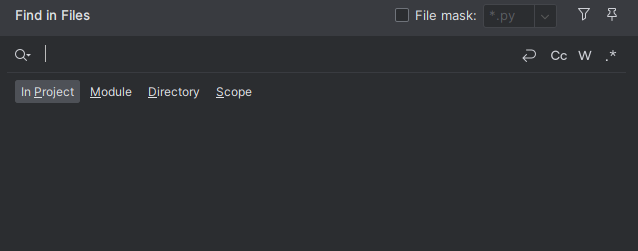 Find in Files
File mask: *.py
Cc W .*
In Project Module Directory Scope